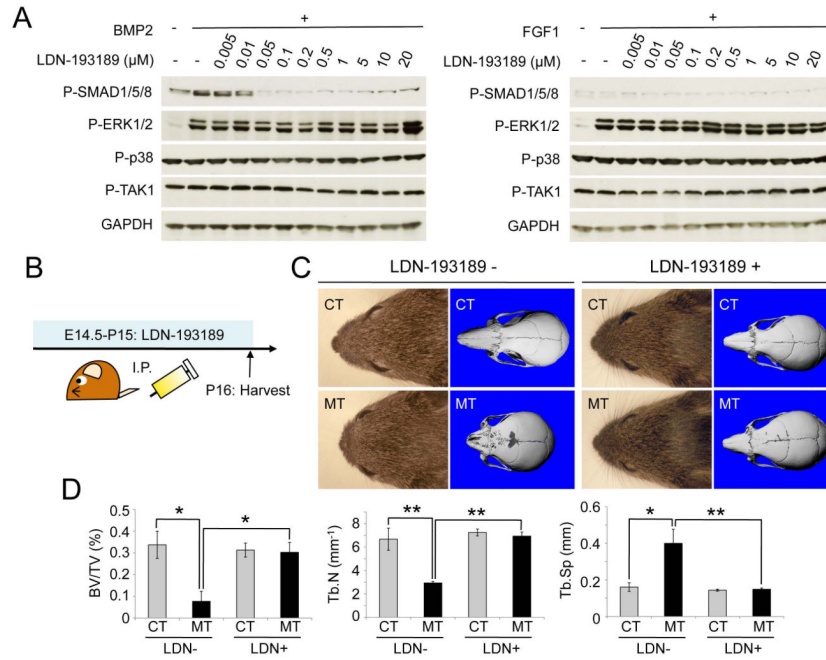 A
BMP2 - +
LDN-193189 (μM) - - 0.005 0.01 0.05 0.1 0.2 0.5 1 5 10 20
P-SMAD1/5/8
P-ERK1/2
P-p38
P-TAK1
GAPDH
FGF1 - +
LDN-193189 (μM) - - 0.005 0.01 0.05 0.1 0.2 0.5 1 5 10 20
P-SMAD1/5/8
P-ERK1/2
P-p38
P-TAK1
GAPDH
B
E14.5-P15: LDN-193189
I.P.
P16: Harvest
C
LDN-193189 - LDN-193189 +
CT CT CT CT
MT MT MT MT
D
BV/TV (%)
0.5
0.4
0.3
0.2
0.1
0
* *
CT MT CT MT
LDN- LDN+
Tb.N (mm⁻¹)
8
6
4
2
0
** **
CT MT CT MT
LDN- LDN+
Tb.Sp (mm)
0.6
0.4
0.2
0
* **
CT MT CT MT
LDN- LDN+